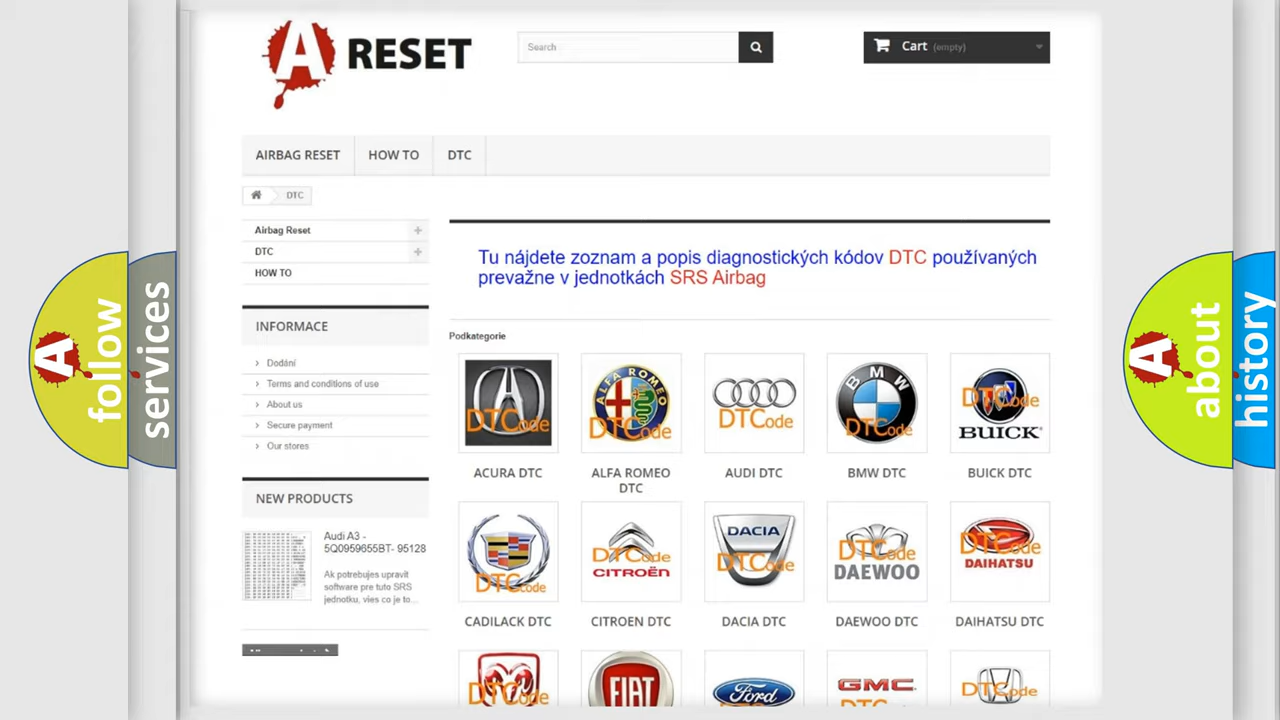 A RESET
Search
Cart (empty)
AIRBAG RESET
HOW TO
DTC
DTC
Airbag Reset
DTC
HOW TO
INFORMACE
Dodání
Terms and conditions of use
About us
Secure payment
Our stores
NEW PRODUCTS
Audi A3 -
5Q0959655BT- 95128
Ak potrebujes upravit
software pre tuto SRS
jednotku, vies co je to...
Tu nájdete zoznam a popis diagnostických kódov DTC používaných
prevažne v jednotkách SRS Airbag
Podkategorie
DTCode
ACURA DTC
ALFA ROMEO
DTCode
ALFA ROMEO
DTC
DTCode
AUDI DTC
BMW
DTCode
BMW DTC
DTCode
BUICK
BUICK DTC
DTCode
CADILACK DTC
DTCode
CITROËN
CITROEN DTC
DACIA
DTCode
DACIA DTC
DTCode
DAEWOO
DAEWOO DTC
DTCode
DAIHATSU
DAIHATSU DTC
DTCode
FIAT
Ford
GMC
DTCode
A follow
services
A about
history